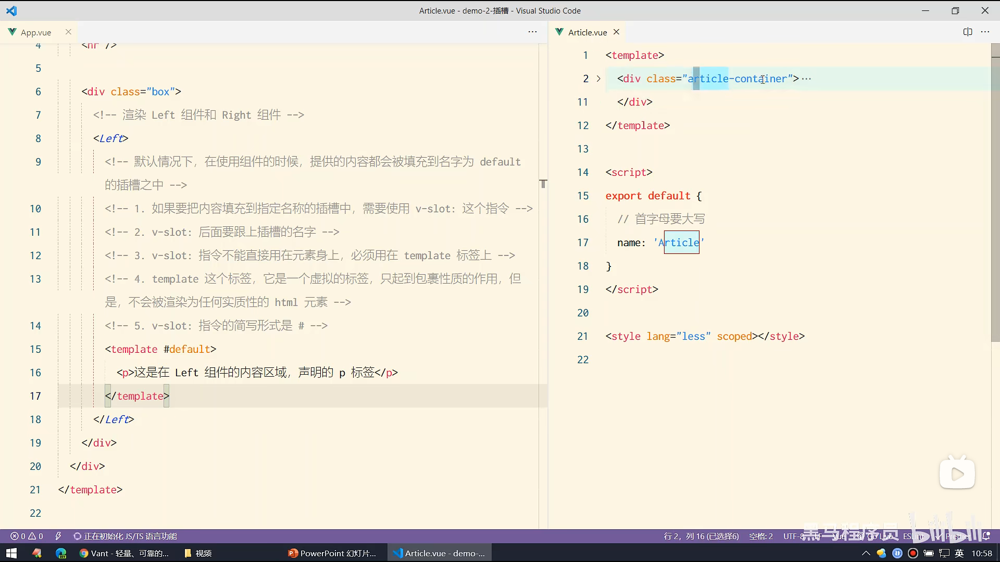 Article.vue - demo-2-插槽 - Visual Studio Code
App.vue
4 <hr />
5
6 <div class="box">
7 <!-- 渲染 Left 组件和 Right 组件 -->
8 <Left>
9 <!-- 默认情况下，在使用组件的时候，提供的内容都会被填充到名字为 default
的插槽之中 -->
10 <!-- 1. 如果要把内容填充到指定名称的插槽中，需要使用 v-slot: 这个指令 -->
11 <!-- 2. v-slot: 后面要跟上插槽的名字 -->
12 <!-- 3. v-slot: 指令不能直接用在元素身上，必须用在 template 标签上 -->
13 <!-- 4. template 这个标签，它是一个虚拟的标签，只起到包裹性质的作用，但
是，不会被渲染为任何实质性的 html 元素 -->
14 <!-- 5. v-slot: 指令的简写形式是 # -->
15 <template #default>
16 <p>这是在 Left 组件的内容区域，声明的 p 标签</p>
17 </template>
18 </Left>
19 </div>
20 </div>
21 </template>
22
Article.vue
1 <template>
2 <div class="article-container">…
11 </div>
12 </template>
13
14 <script>
15 export default {
16 // 首字母要大写
17 name: 'Article'
18 }
19 </script>
20
21 <style lang="less" scoped></style>
22
黑马程序员 bilibili
0 0 正在初始化 JS/TS 语言功能
行 2，列 16 (已选择6) 空格: 2 UTF-8 LF Vue Go Live ESLint Prettier
Vant - 轻量、可靠的... 视频 PowerPoint 幻灯片... Article.vue - demo-... 英 10:58